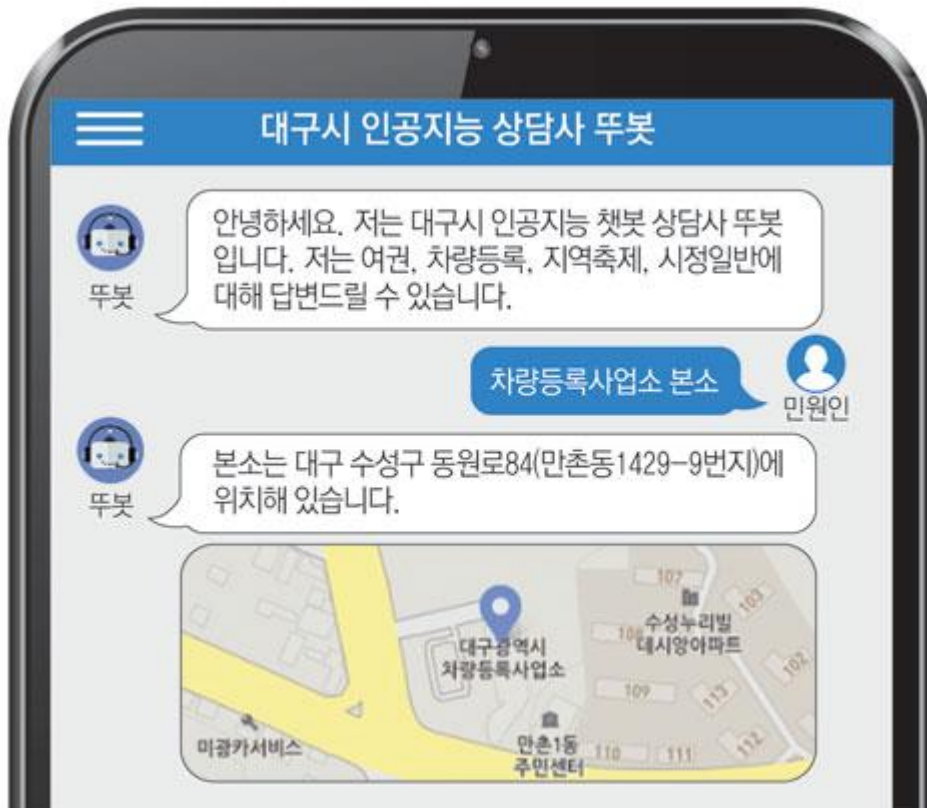 대구시 인공지능 상담사 뚜봇
안녕하세요. 저는 대구시 인공지능 챗봇 상담사 뚜봇
입니다. 저는 여권, 차량등록, 지역축제, 시정일반에
대해 답변드릴 수 있습니다.
뚜봇
차량등록사업소 본소
민원인
본소는 대구 수성구 동원로84(만촌동1429-9번지)에
위치해 있습니다.
뚜봇
107
103
수성누리빌
데시앙아파트
108
대구광역시
차량등록사업소
102
109
113
미광카서비스
만촌1동
주민센터
110
111
112